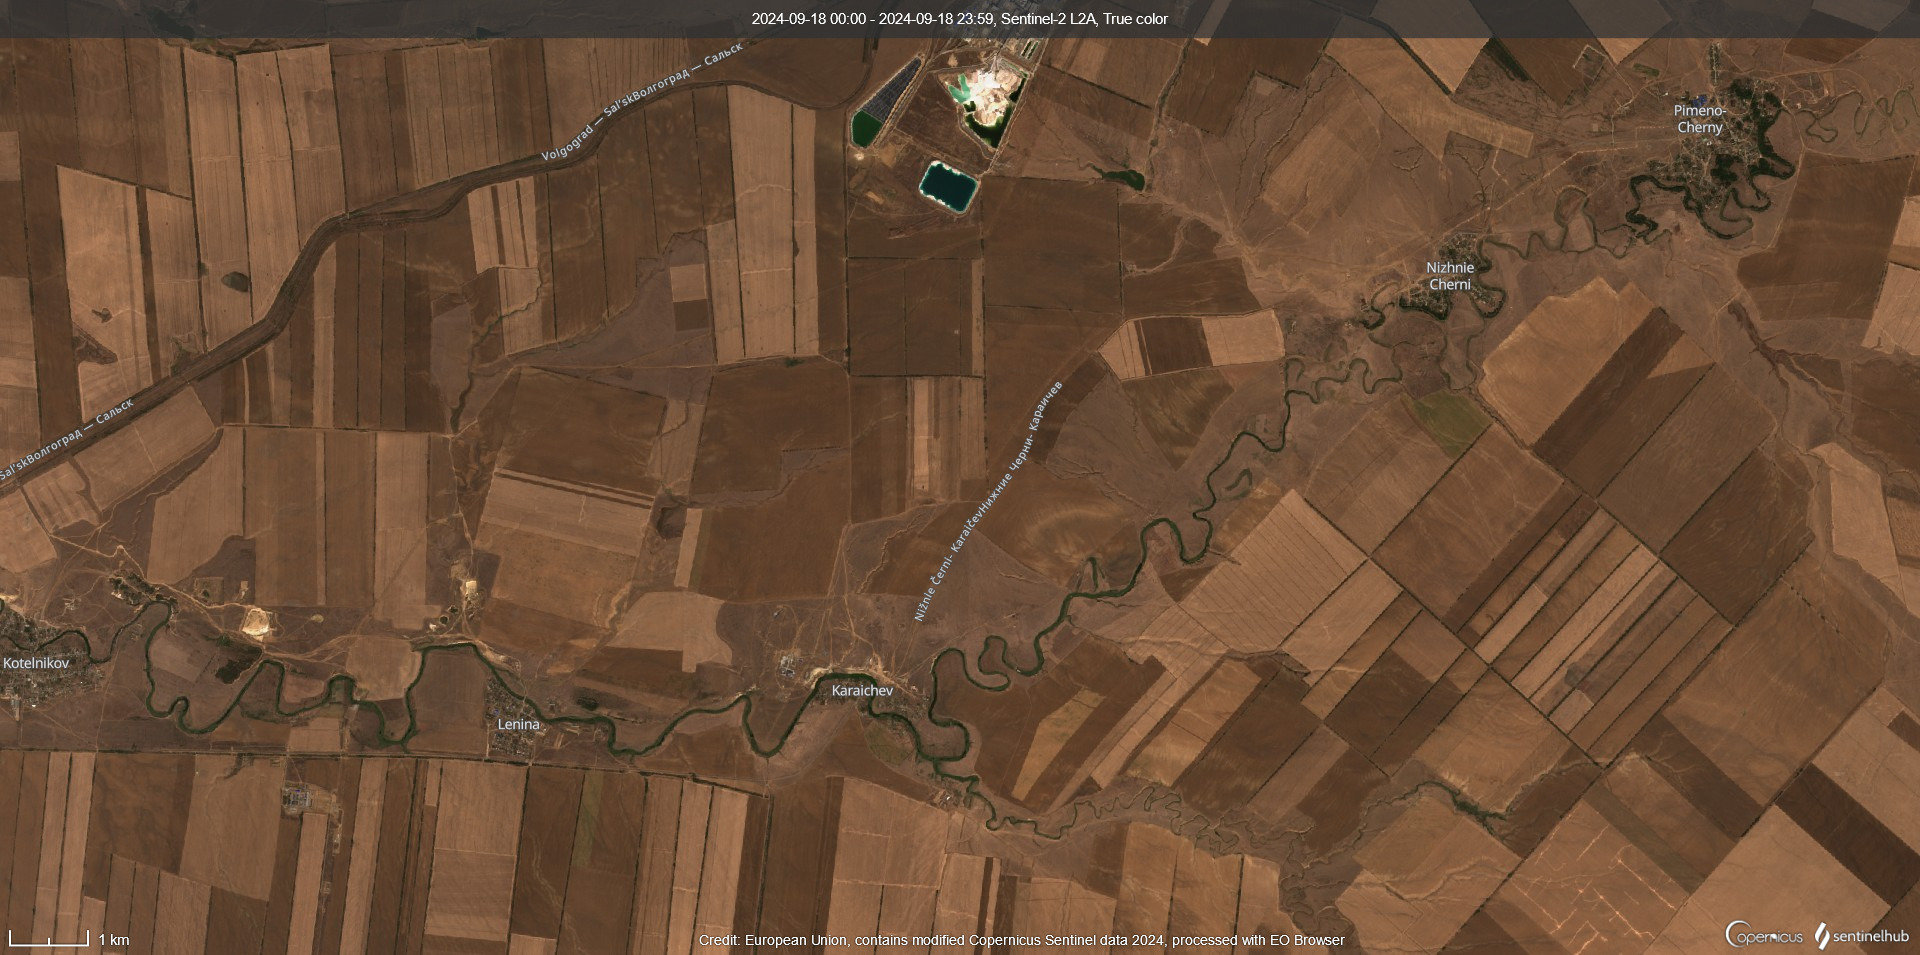 2024-09-18 00:00 - 2024-09-18 23:59, Sentinel-2 L2A, True color
Volgograd — Sal'skВолгоград — Сальск
Pimeno-
Cherny
Nizhnie
Cherni
Sal'skВолгоград — Сальск
Nižnie Černi- KaraičevНижние Черни- Караичев
Kotelnikov
Karaichev
Lenina
1 km
Credit: European Union, contains modified Copernicus Sentinel data 2024, processed with EO Browser
Copernicus
sentinelhub